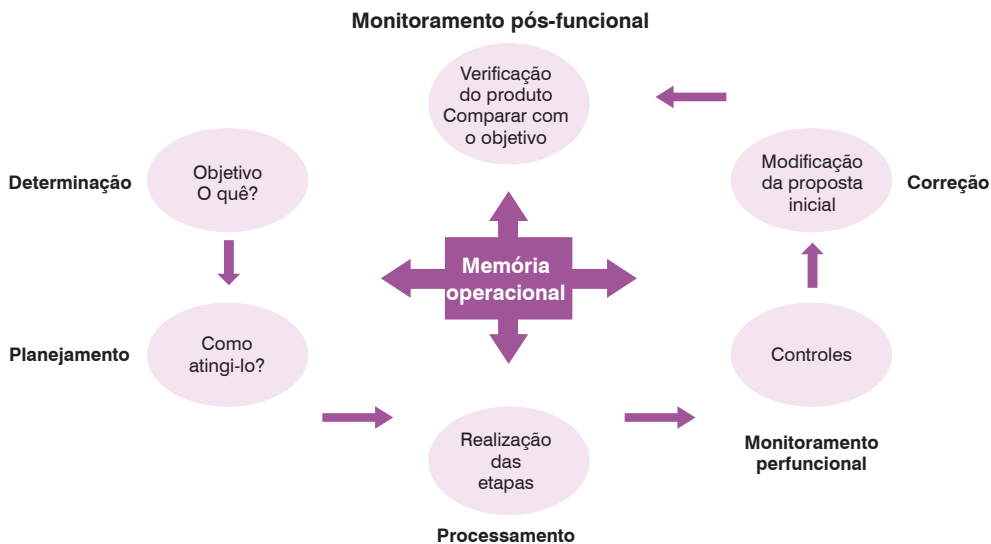 Monitoramento pós-funcional
Verificação
do produto
Comparar com
o objetivo
Determinação
Objetivo
O quê?
Modificação
da proposta
inicial
Correção
Memória
operacional
Planejamento
Como
atingi-lo?
Controles
Realização
das
etapas
Monitoramento
perfuncional
Processamento